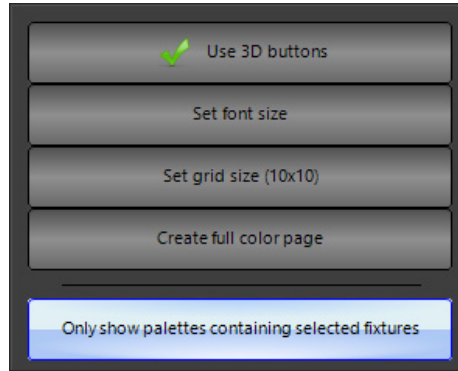 Use 3D buttons
Set font size
Set grid size (10x10)
Create full color page
Only show palettes containing selected fixtures